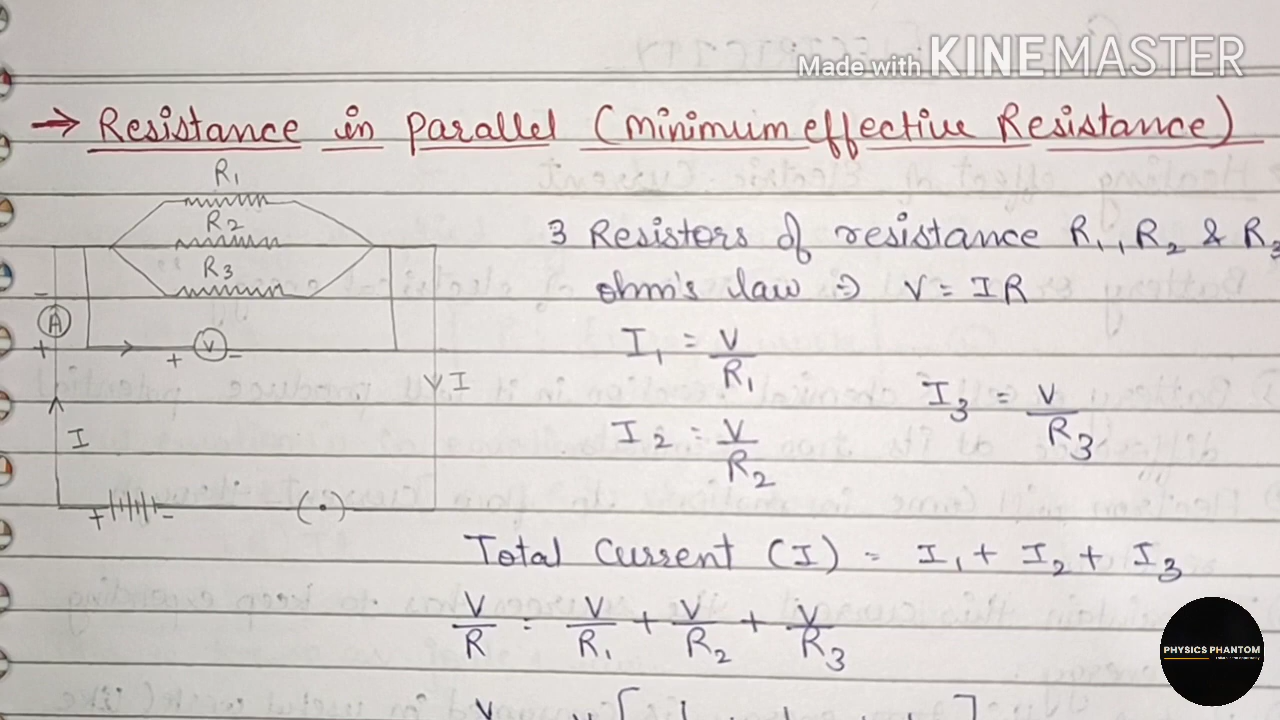 Made with KINEMASTER
→ Resistance in parallel (minimum effective Resistance)
R1
R2
R3
A
- +
+ V -
I
I
+ - (•)
3 Resistors of resistance R1, R2 & R3
ohm's law ⇒ V = IR
I1 = V/R1
I2 = V/R2
I3 = V/R3
Total Current (I) = I1 + I2 + I3
V/R = V/R1 + V/R2 + V/R3
PHYSICS PHANTOM